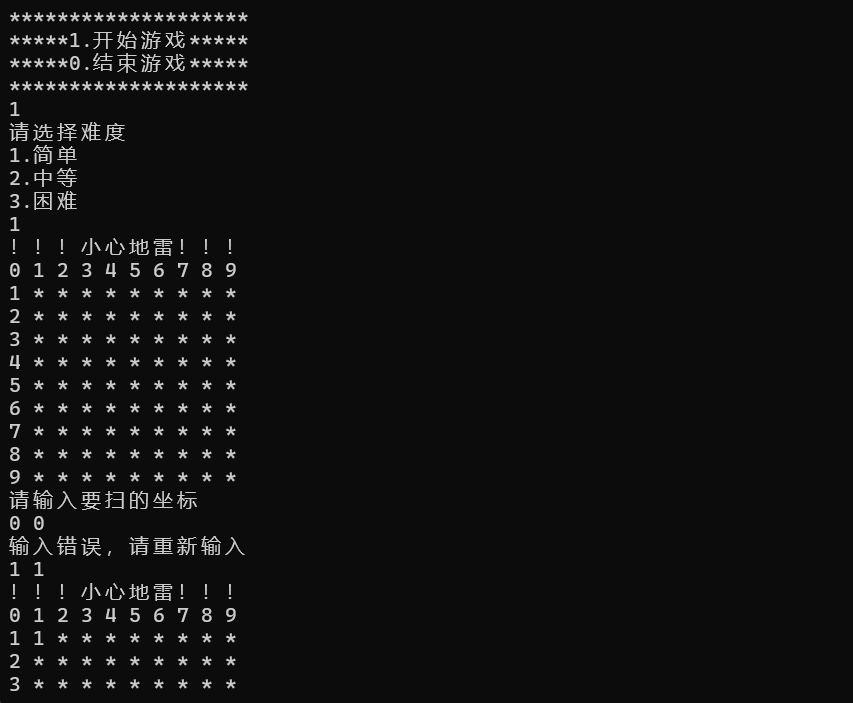 ********************
*****1.开始游戏*****
*****0.结束游戏*****
********************
1
请选择难度
1.简单
2.中等
3.困难
1
！！！小心地雷！！！
0 1 2 3 4 5 6 7 8 9
1 * * * * * * * * *
2 * * * * * * * * *
3 * * * * * * * * *
4 * * * * * * * * *
5 * * * * * * * * *
6 * * * * * * * * *
7 * * * * * * * * *
8 * * * * * * * * *
9 * * * * * * * * *
请输入要扫的坐标
0 0
输入错误，请重新输入
1 1
！！！小心地雷！！！
0 1 2 3 4 5 6 7 8 9
1 1 * * * * * * * *
2 * * * * * * * * *
3 * * * * * * * * *